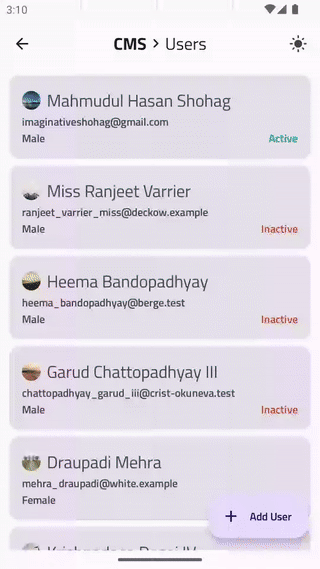 3:10
CMS > Users
Mahmudul Hasan Shohag
imaginativeshohag@gmail.com
Male
Active
Miss Ranjeet Varrier
ranjeet_varrier_miss@deckow.example
Male
Inactive
Heema Bandopadhyay
heema_bandopadhyay@berge.test
Male
Inactive
Garud Chattopadhyay III
chattopadhyay_garud_iii@crist-okuneva.test
Male
Inactive
Draupadi Mehra
mehra_draupadi@white.example
Female
+ Add User